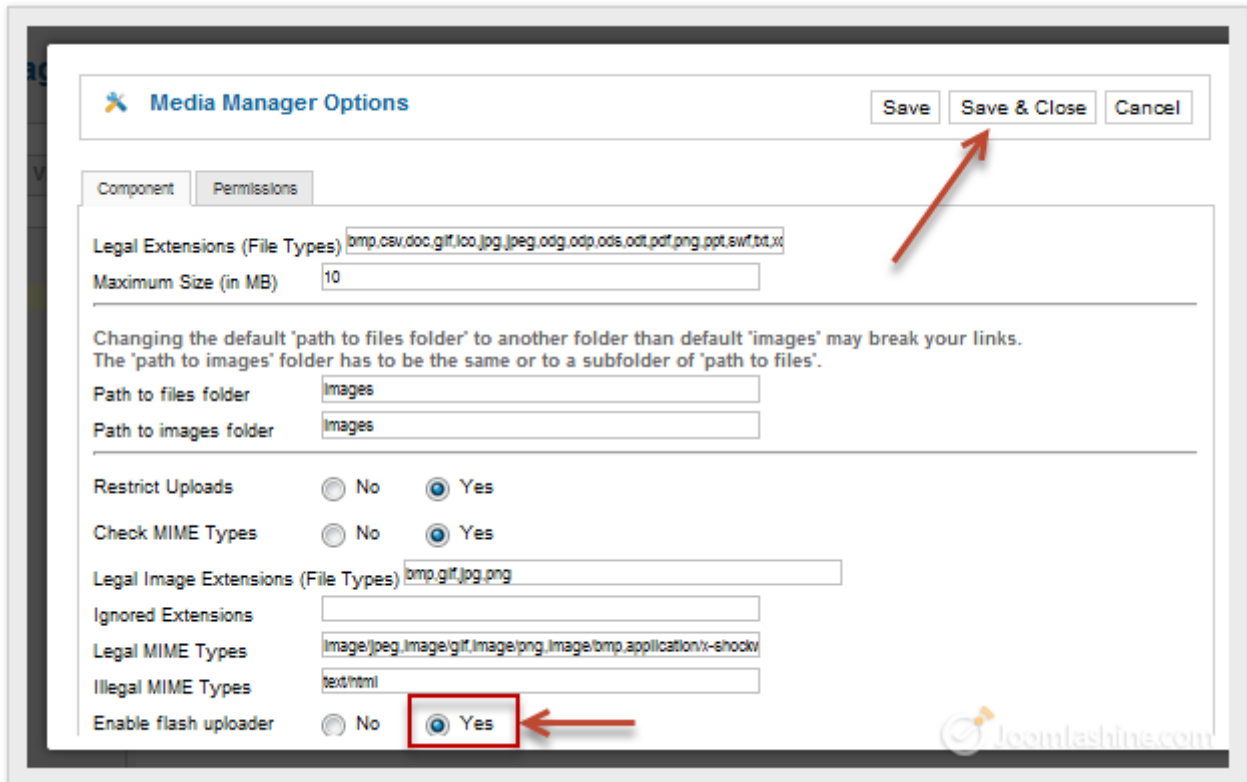 ag
Media Manager Options
Save
Save & Close
Cancel
V
Component
Permissions
Legal Extensions (File Types) bmp,csv,doc,gif,ico,jpg,jpeg,odg,odp,ods,odt,pdf,png,ppt,swf,txt,xc
Maximum Size (in MB) 10
Changing the default 'path to files folder' to another folder than default 'images' may break your links.
The 'path to images' folder has to be the same or to a subfolder of 'path to files'.
Path to files folder images
Path to images folder images
Restrict Uploads No Yes
Check MIME Types No Yes
Legal Image Extensions (File Types) bmp,gif,jpg,png
Ignored Extensions
Legal MIME Types image/jpeg,image/gif,image/png,image/bmp,application/x-shockw
Illegal MIME Types text/html
Enable flash uploader No Yes
Joomlashine.com